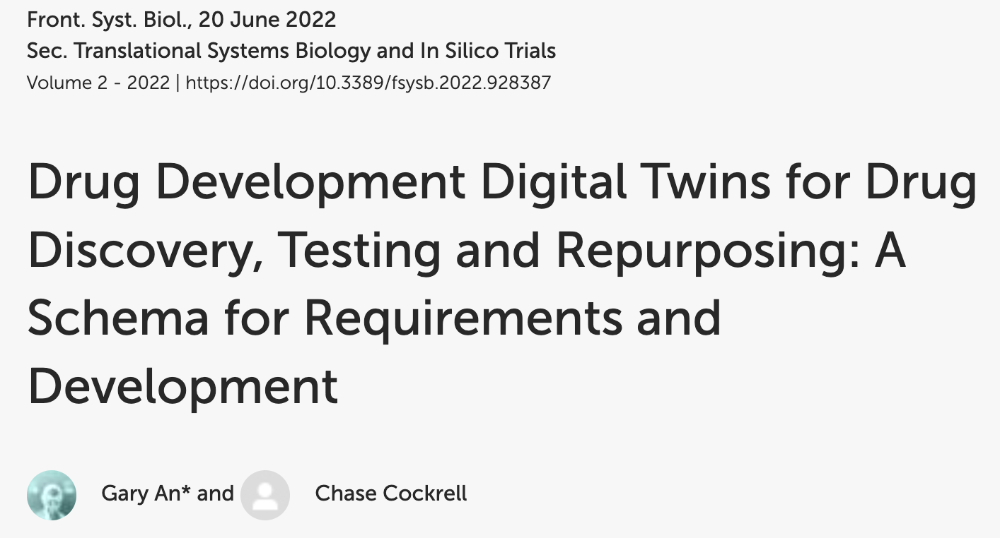 Front. Syst. Biol., 20 June 2022
Sec. Translational Systems Biology and In Silico Trials
Volume 2 - 2022 | https://doi.org/10.3389/fsysb.2022.928387
Drug Development Digital Twins for Drug
Discovery, Testing and Repurposing: A
Schema for Requirements and
Development
Gary An* and Chase Cockrell